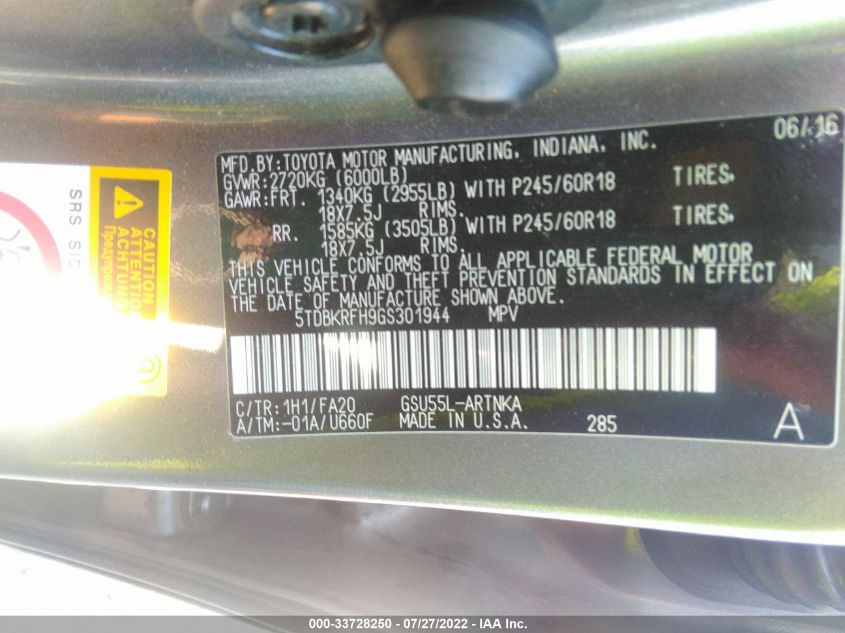 06/16
MFD.BY:TOYOTA MOTOR MANUFACTURING, INDIANA, INC.
GVWR:2720KG (6000LB)
GAWR:FRT. 1340KG (2955LB) WITH P245/60R18 TIRES.
18X7.5J RIMS.
RR. 1585KG (3505LB) WITH P245/60R18 TIRES.
18X7.5J RIMS.
THIS VEHICLE CONFORMS TO ALL APPLICABLE FEDERAL MOTOR
VEHICLE SAFETY AND THEFT PREVENTION STANDARDS IN EFFECT ON
THE DATE OF MANUFACTURE SHOWN ABOVE.
5TDBKRFH9GS301944 MPV
C/TR:1H1/FA20 GSU55L-ARTNKA
A/TM:-01A/U660F MADE IN U.S.A. 285 A
SRS
CAUTION
ATTENTION
ACHTUNG
000-33728250 - 07/27/2022 - IAA Inc.